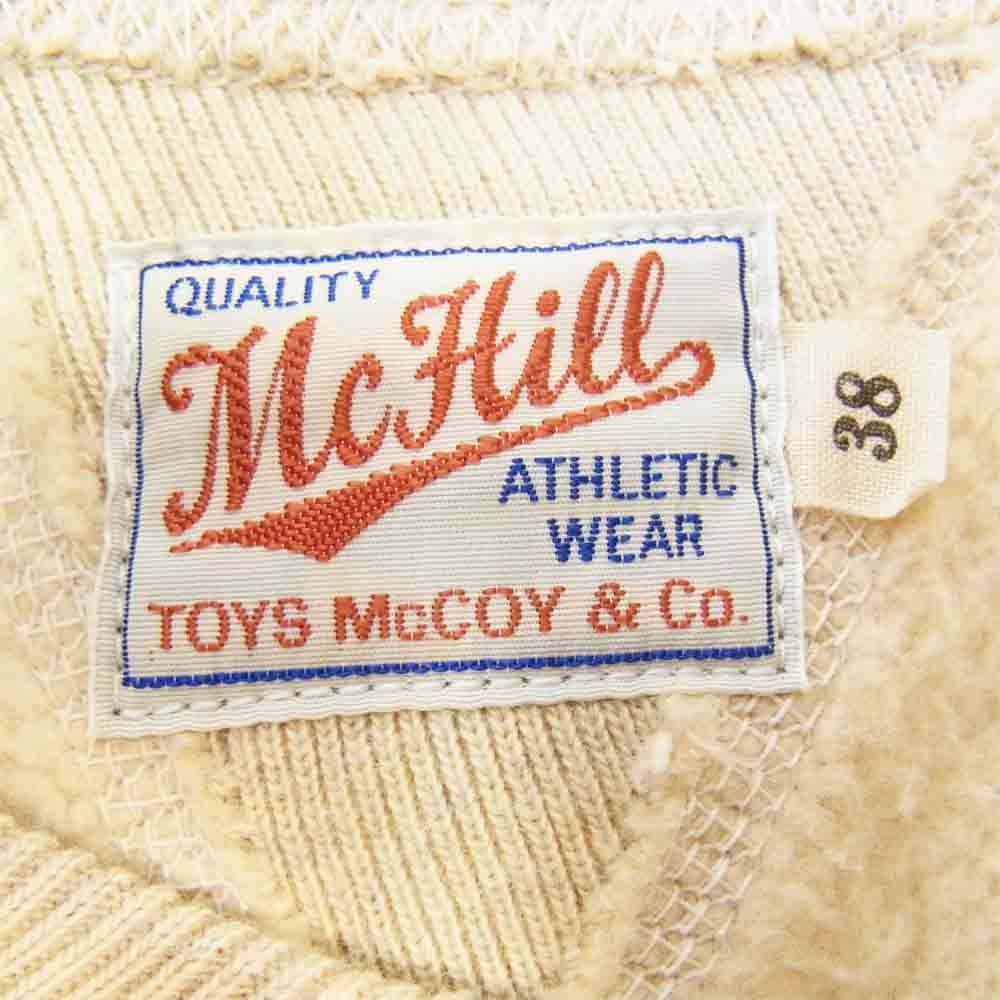 QUALITY
McHill
ATHLETIC
WEAR
TOYS McCOY & Co.
38